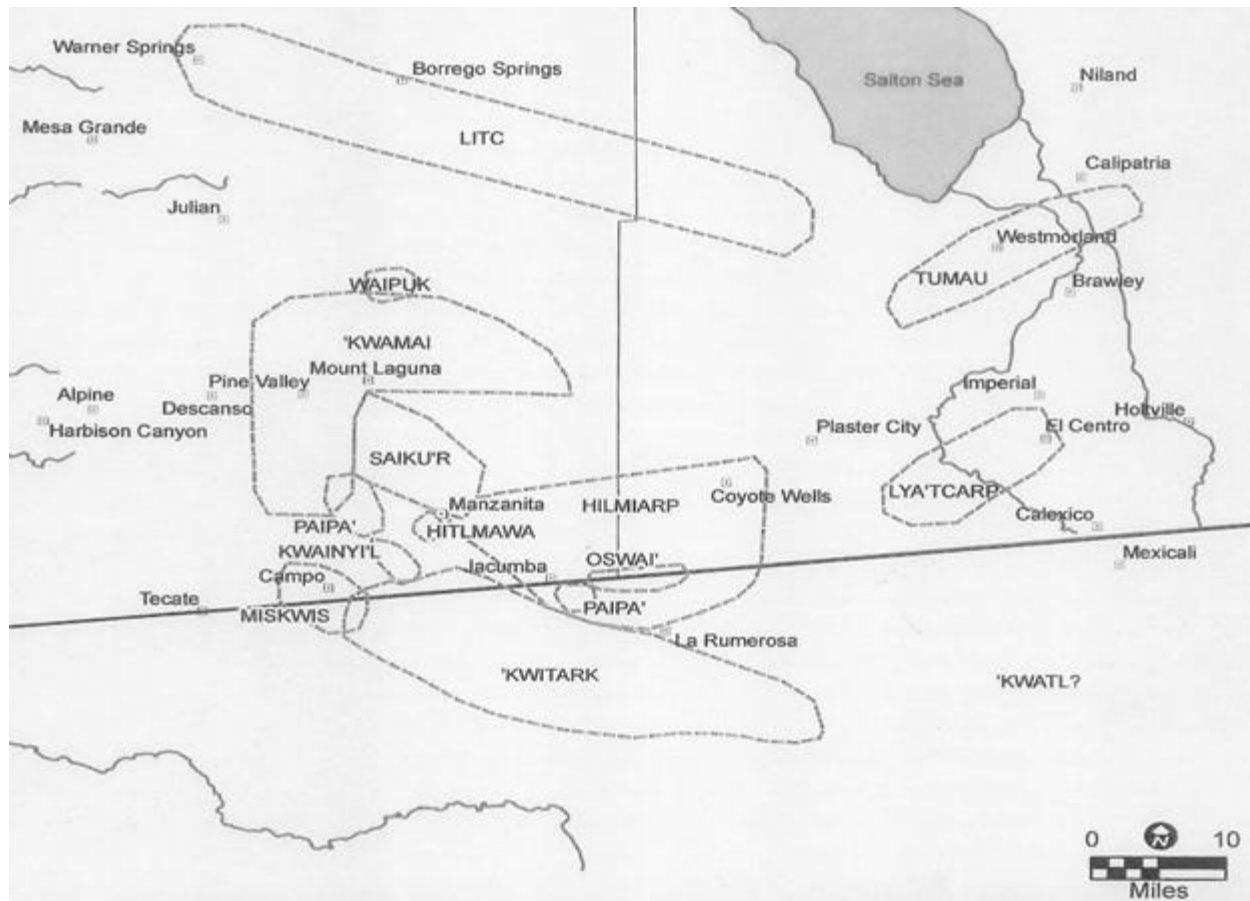 Warner Springs
Borrego Springs
Salton Sea
Niland
Mesa Grande
LITC
Calipatria
Julian
Westmorland
WAIPUK
TUMAU
Brawley
'KWAMAI
Mount Laguna
Pine Valley
Imperial
Alpine
Descanso
Holtville
Harbison Canyon
Plaster City
El Centro
SAIKU'R
Coyote Wells
LYA'TCARP
Manzanita
HILMIARP
Calexico
PAIPA'
HITLMAWA
KWAINYI'L
OSWAI'
Mexicali
Jacumba
Campo
Tecate
MISKWIS
PAIPA'
La Rumerosa
'KWITARK
'KWATL?
0 N 10
Miles